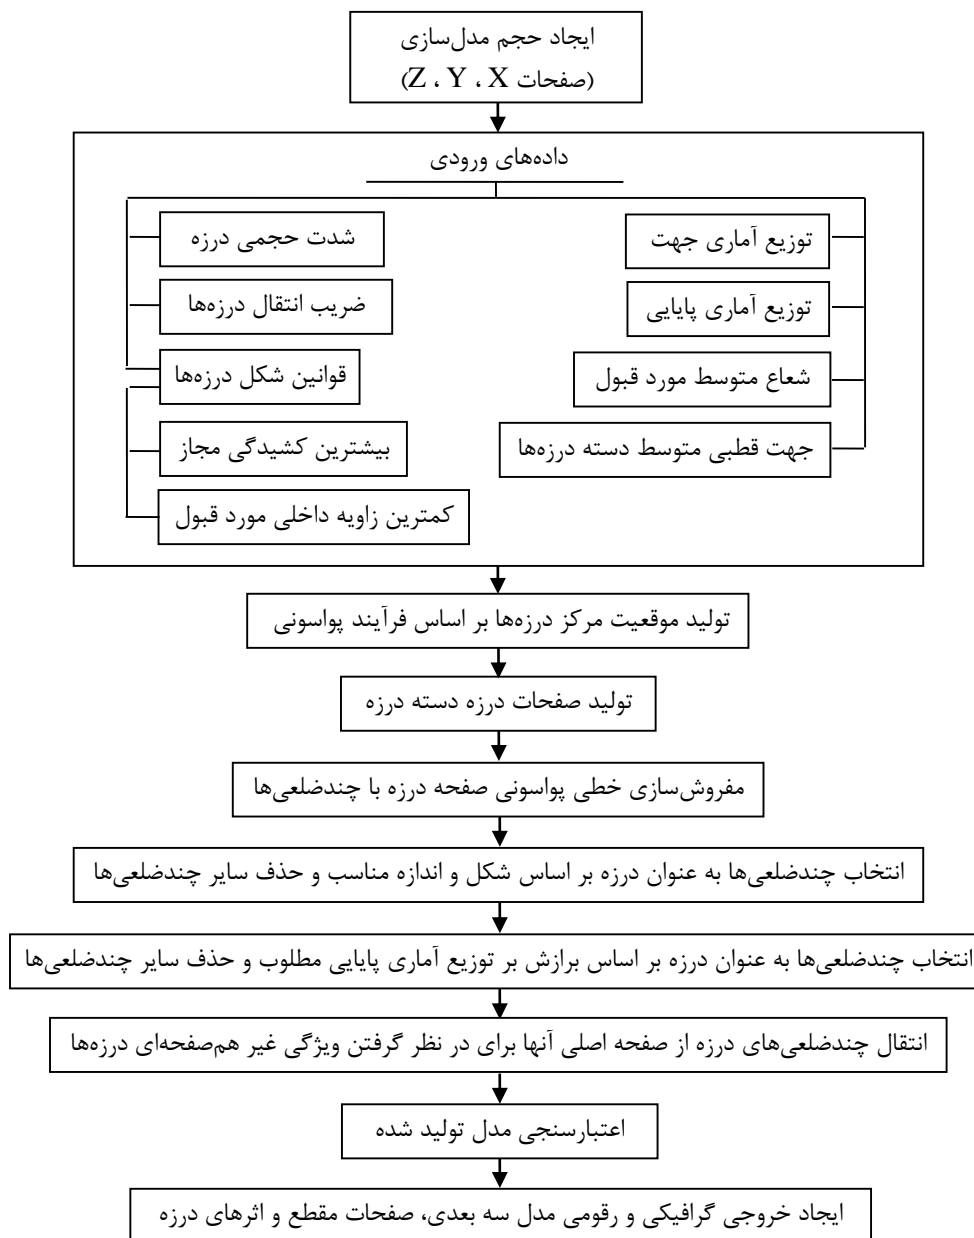 ایجاد حجم مدل‌سازی
(صفحات X ، Y ، Z)
داده‌های ورودی
توزیع آماری جهت
شدت حجمی درزه
توزیع آماری پایایی
ضریب انتقال درزه‌ها
شعاع متوسط مورد قبول
قوانین شکل درزه‌ها
جهت قطبی متوسط دسته درزه‌ها
بیشترین کشیدگی مجاز
کمترین زاویه داخلی مورد قبول
تولید موقعیت مرکز درزه‌ها بر اساس فرآیند پواسونی
تولید صفحات درزه دسته درزه
مفروش‌سازی خطی پواسونی صفحه درزه با چندضلعی‌ها
انتخاب چندضلعی‌ها به عنوان درزه بر اساس شکل و اندازه مناسب و حذف سایر چندضلعی‌ها
انتخاب چندضلعی‌ها به عنوان درزه بر اساس برازش بر توزیع آماری پایایی مطلوب و حذف سایر چندضلعی‌ها
انتقال چندضلعی‌های درزه از صفحه اصلی آنها برای در نظر گرفتن ویژگی غیر هم‌صفحه‌ای درزه‌ها
اعتبارسنجی مدل تولید شده
ایجاد خروجی گرافیکی و رقومی مدل سه بعدی، صفحات مقطع و اثرهای درزه